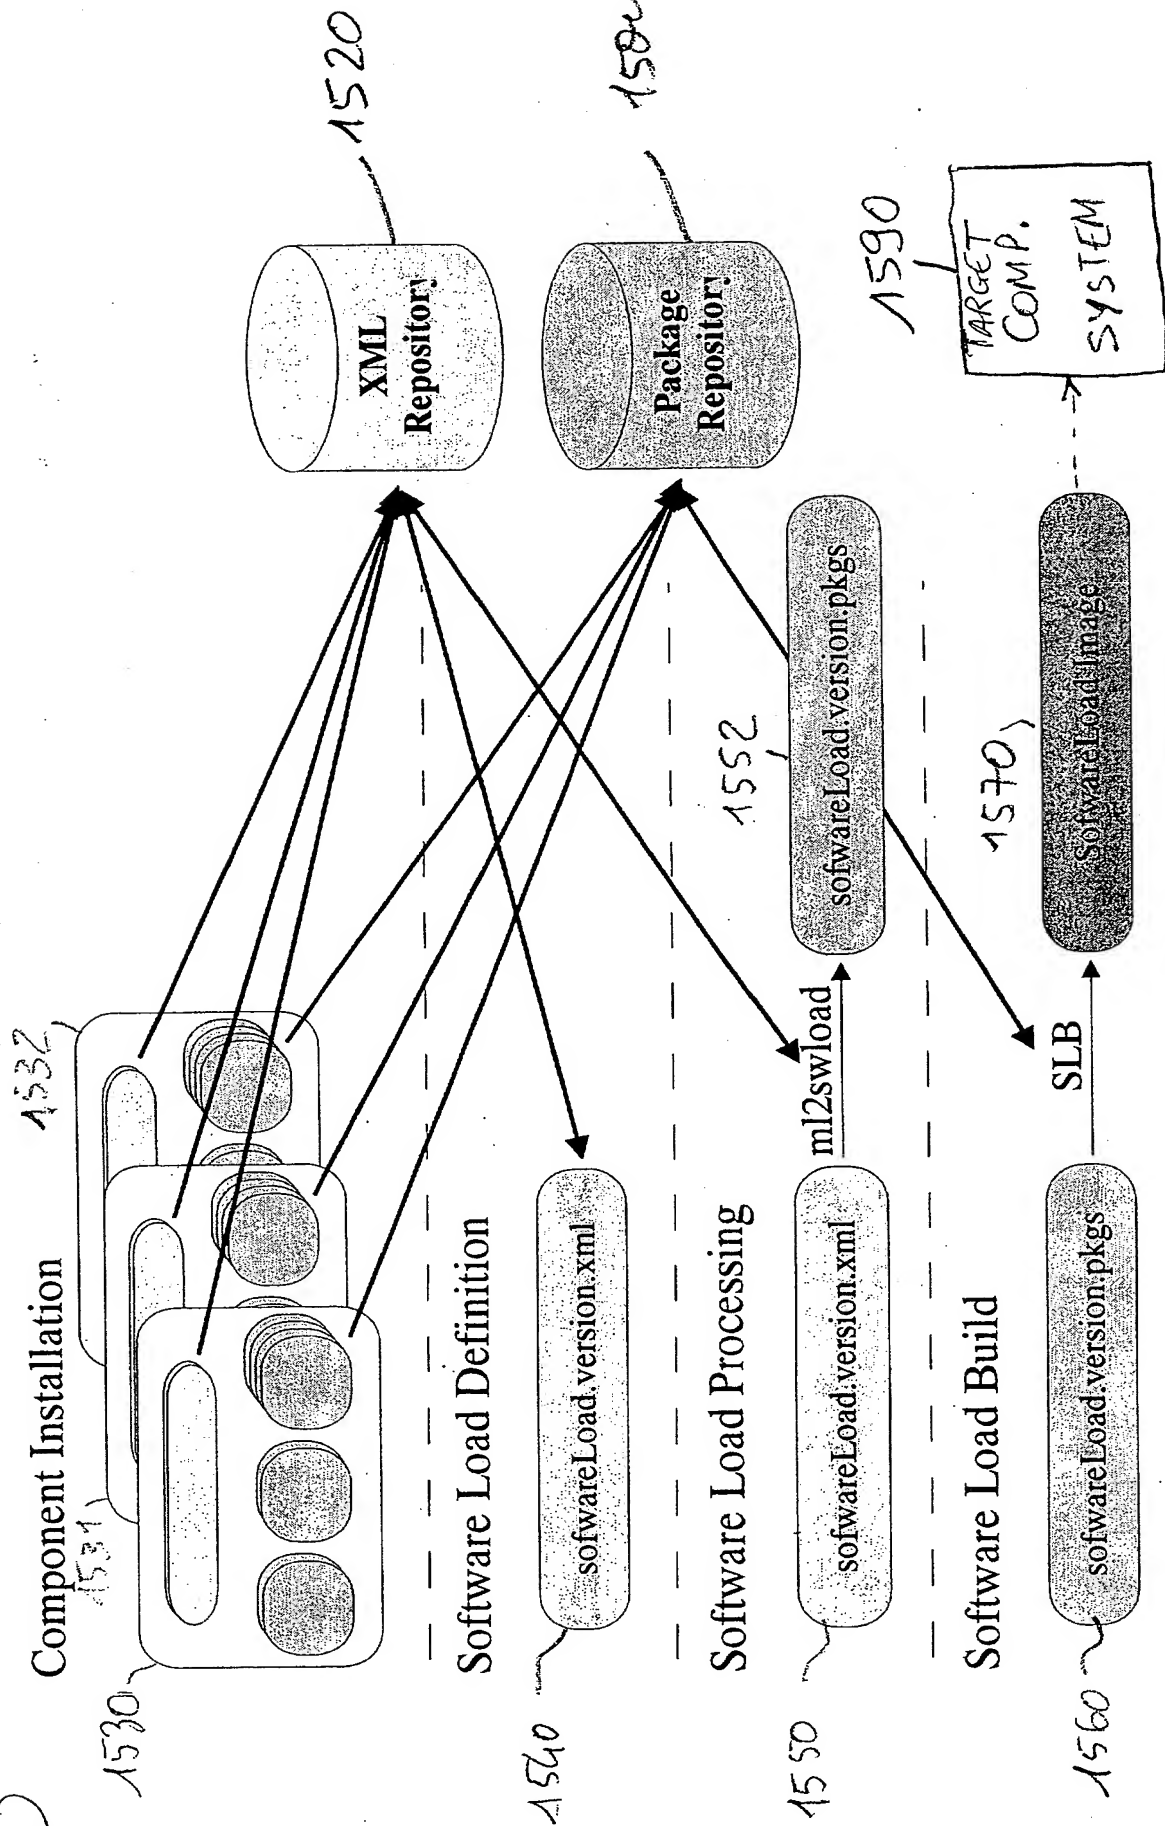 Component Installation
1530
1531
1532
1520
XML
Repository
Software Load Definition
1540
sofwareLoad.version.xml
Package
Repository
Software Load Processing
1550
sofwareLoad.version.xml
ml2swload
1552
sofwareLoad.version.pkgs
1590
TARGET
COMP.
SYSTEM
Software Load Build
1560
sofwareLoad.version.pkgs
SLB
1570
SofwareLoad.Image